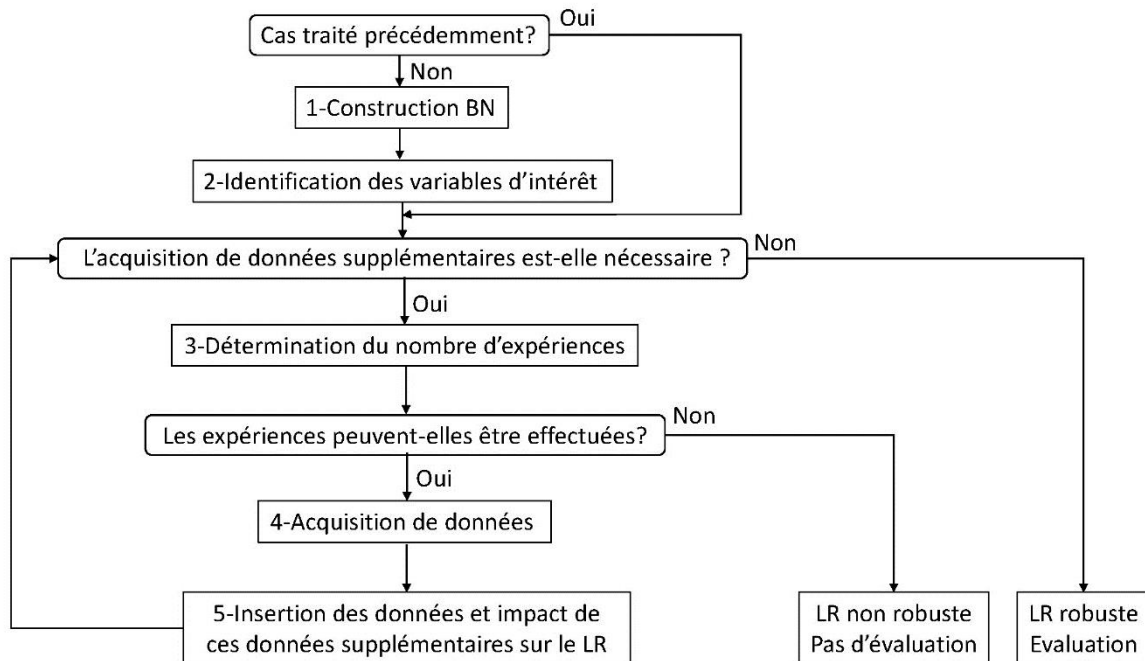 Oui
Cas traité précédemment?
Non
1-Construction BN
2-Identification des variables d’intérêt
Non
L’acquisition de données supplémentaires est-elle nécessaire ?
Oui
3-Détermination du nombre d’expériences
Non
Les expériences peuvent-elles être effectuées?
Oui
4-Acquisition de données
5-Insertion des données et impact de
ces données supplémentaires sur le LR
LR non robuste
Pas d’évaluation
LR robuste
Evaluation